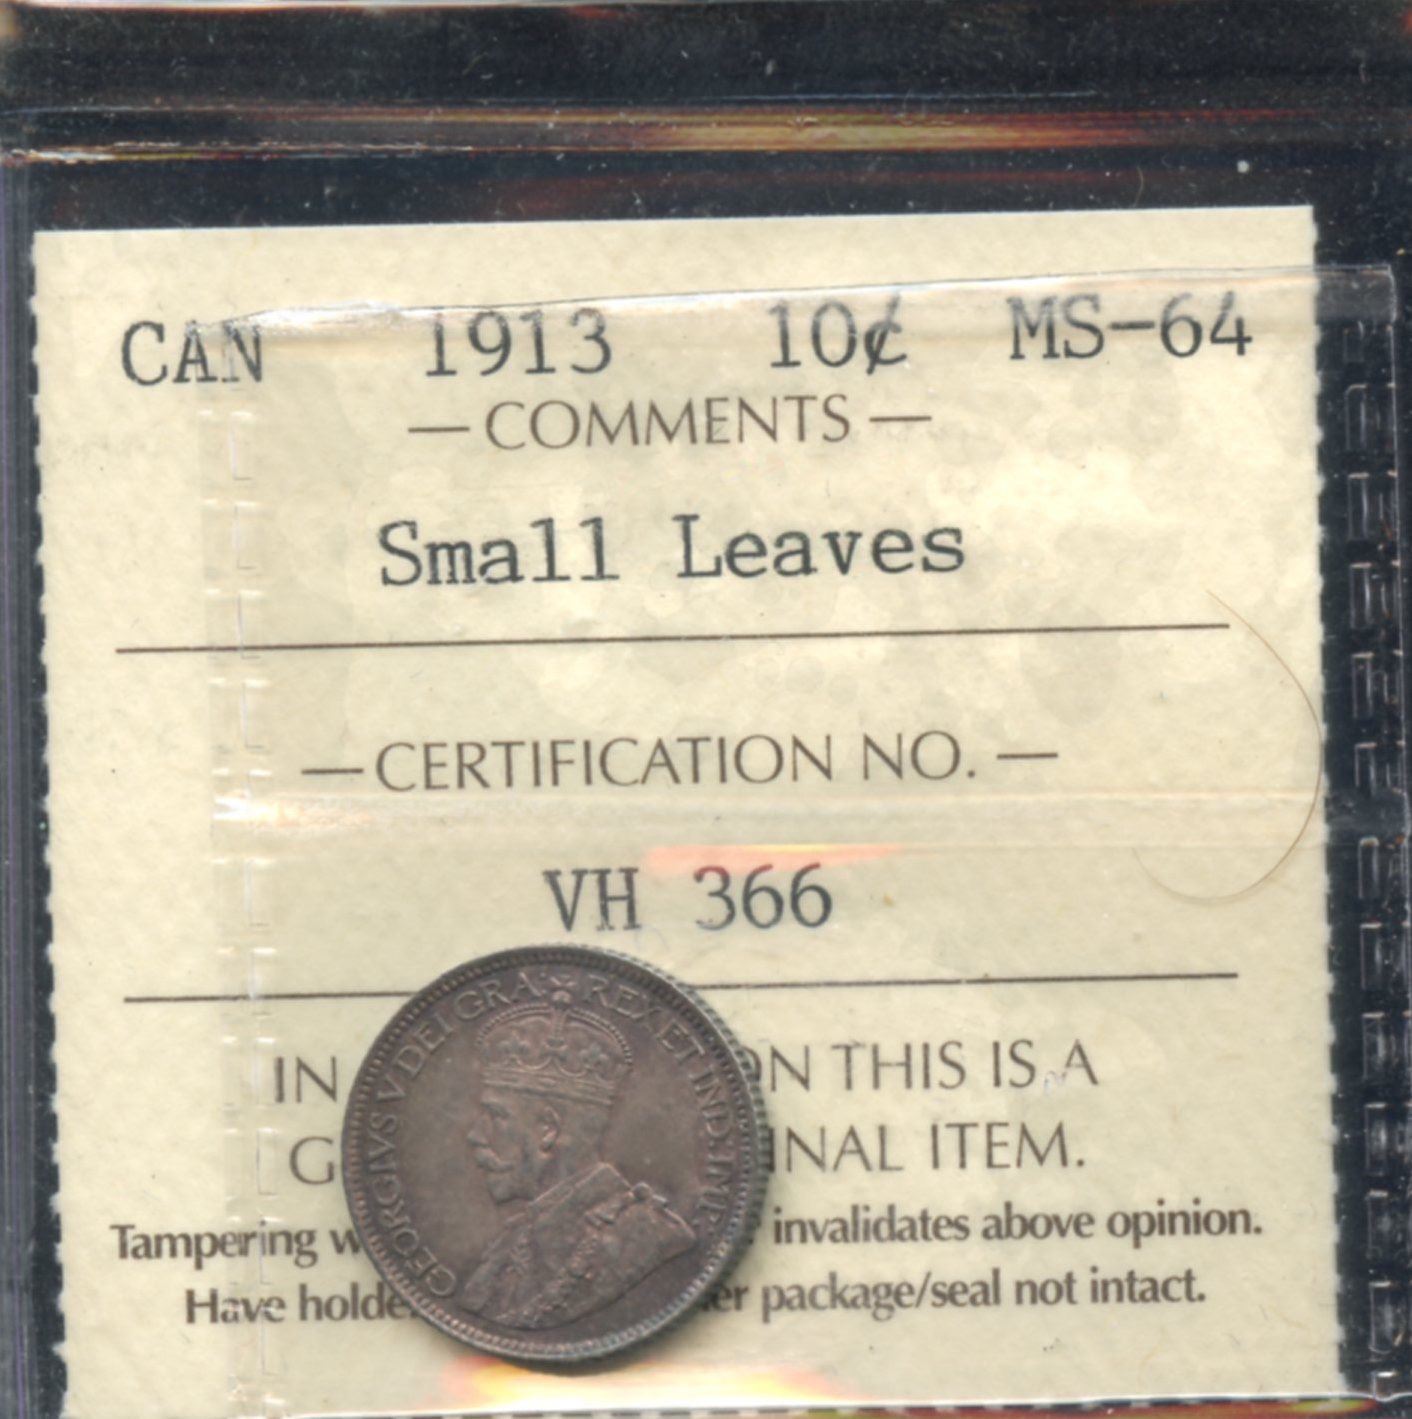 CAN 1913 10¢ MS-64
— COMMENTS —
Small Leaves
— CERTIFICATION NO. —
VH 366
IN ON THIS IS A
G INAL ITEM.
Tampering w invalidates above opinion.
Have holde er package/seal not intact.
GEORGIVS V DEI GRA REX ET IND: IMP: